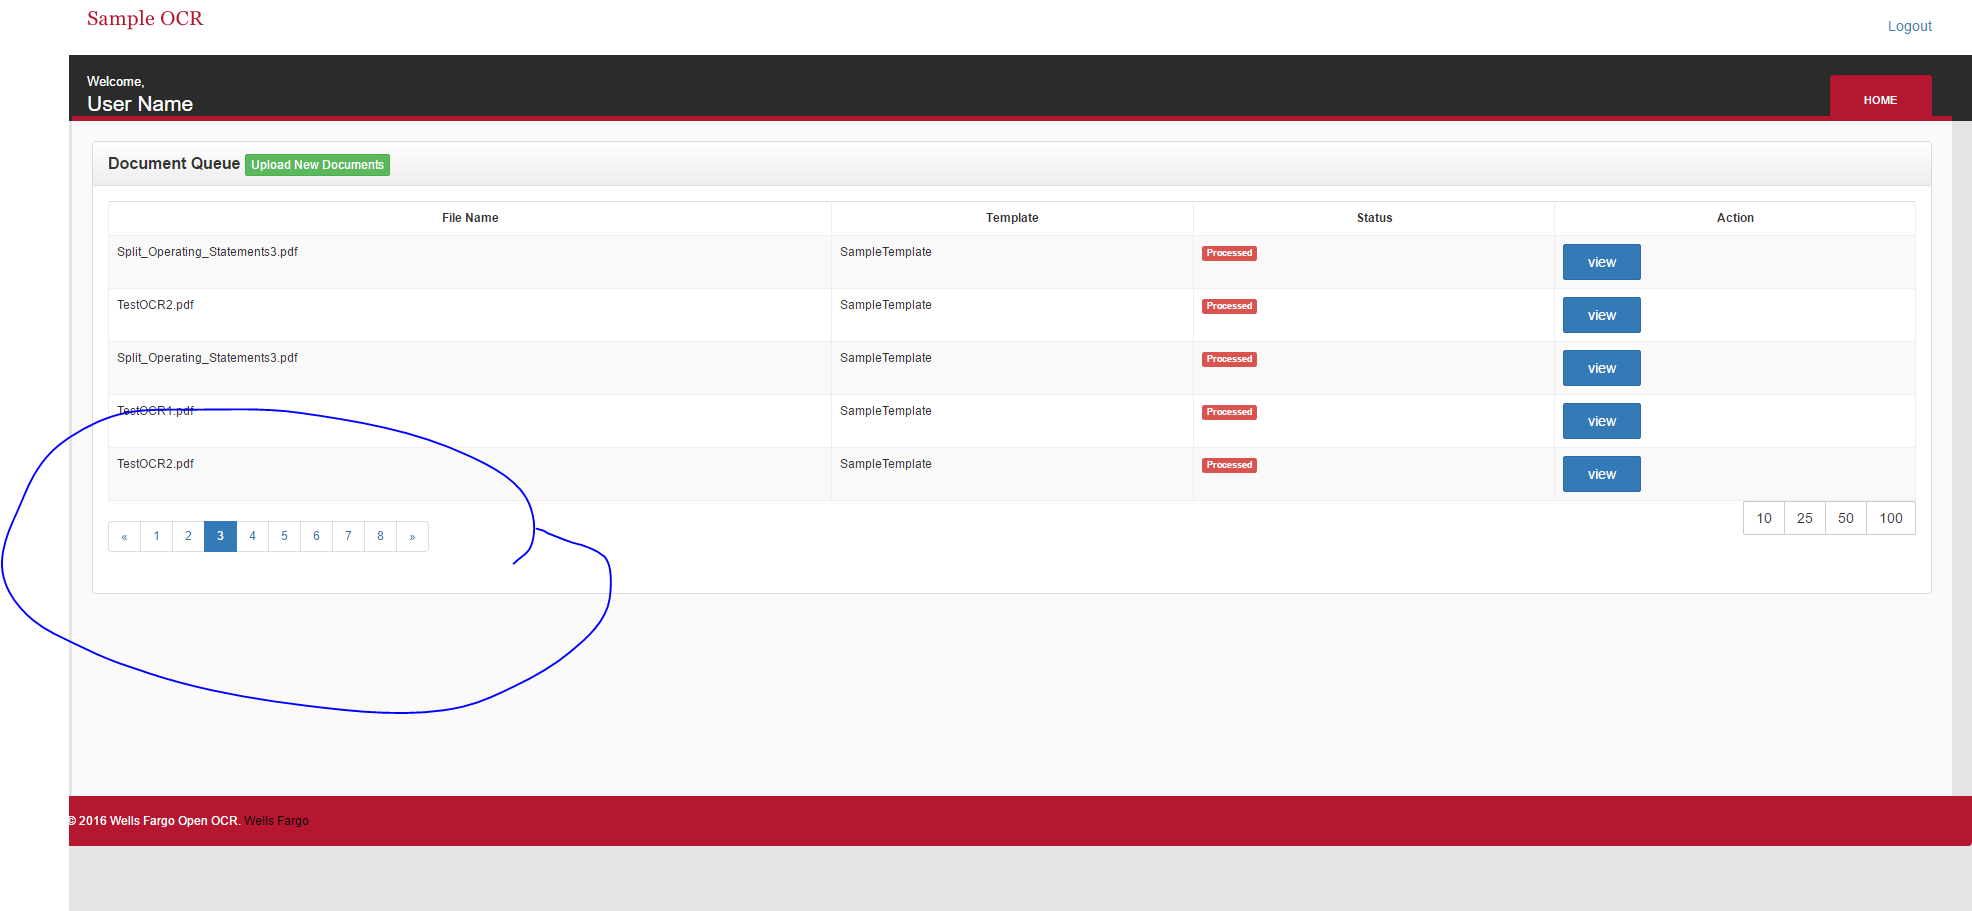 Sample OCR
Logout
Welcome,
User Name
HOME
Document Queue Upload New Documents
File Name Template Status Action
Split_Operating_Statements3.pdf SampleTemplate Processed view
TestOCR2.pdf SampleTemplate Processed view
Split_Operating_Statements3.pdf SampleTemplate Processed view
TestOCR1.pdf SampleTemplate Processed view
TestOCR2.pdf SampleTemplate Processed view
« 1 2 3 4 5 6 7 8 » 10 25 50 100
© 2016 Wells Fargo Open OCR. Wells Fargo